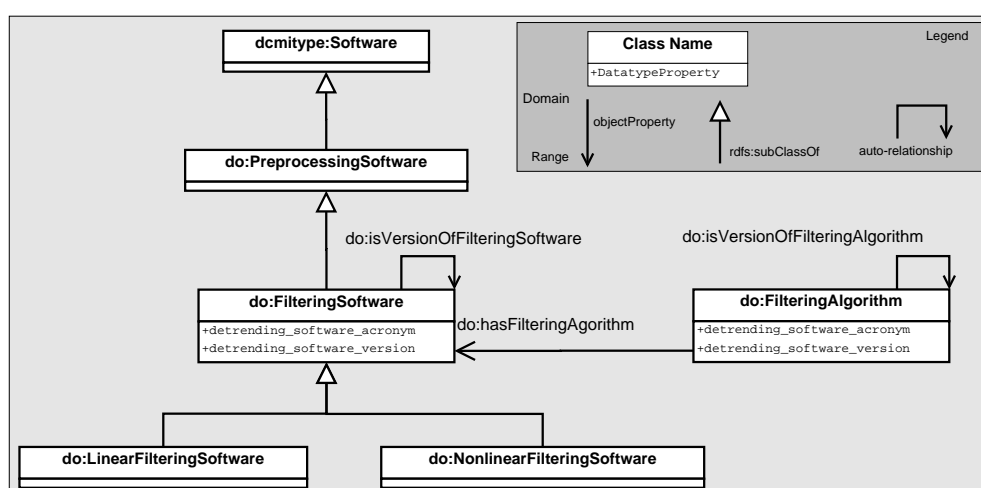 dcmitype:Software
Class Name
+DatatypeProperty
Legend
Domain
objectProperty
Range
rdfs:subClassOf
auto-relationship
do:PreprocessingSoftware
do:isVersionOfFilteringSoftware
do:isVersionOfFilteringAlgorithm
do:FilteringSoftware
+detrending_software_acronym
+detrending_software_version
do:hasFilteringAgorithm
do:FilteringAlgorithm
+detrending_software_acronym
+detrending_software_version
do:LinearFilteringSoftware
do:NonlinearFilteringSoftware